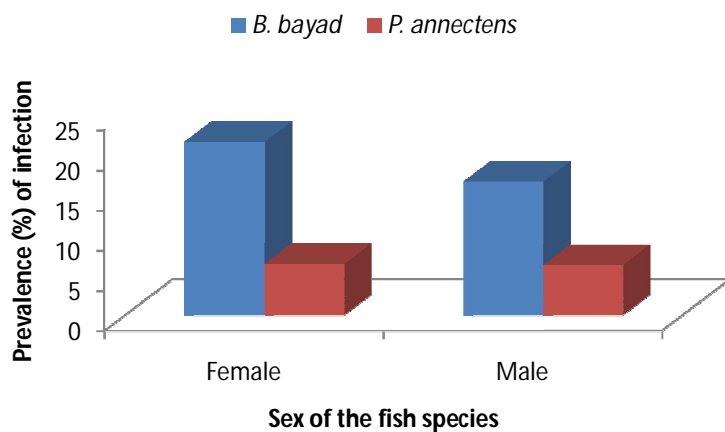 B. bayad P. annectens
Prevalence (%) of infection
25
20
15
10
5
0
Female Male
Sex of the fish species